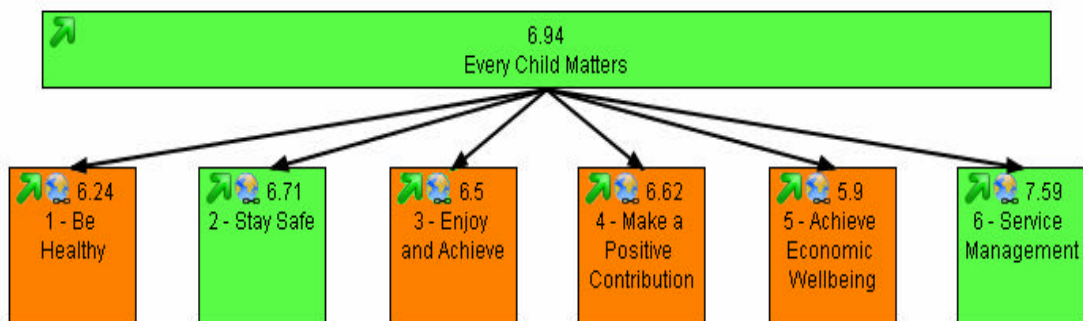 6.94
Every Child Matters
6.24
1 - Be
Healthy
6.71
2 - Stay Safe
6.5
3 - Enjoy
and Achieve
6.62
4 - Make a
Positive
Contribution
5.9
5 - Achieve
Economic
Wellbeing
7.59
6 - Service
Management